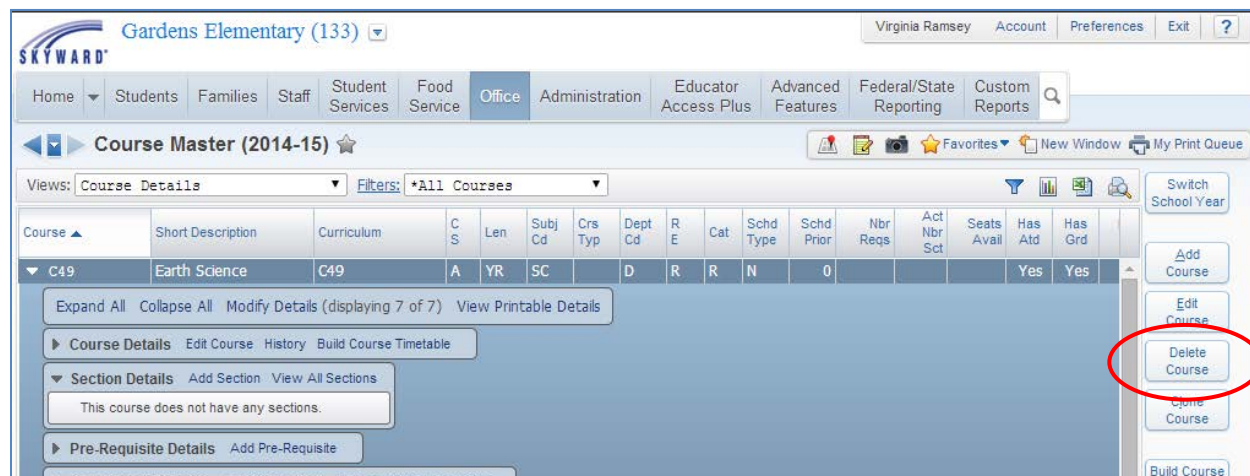 Gardens Elementary (133)
Virginia Ramsey Account Preferences Exit ?
SKYWARD
Home Students Families Staff Student Services Food Service Office Administration Educator Access Plus Advanced Features Federal/State Reporting Custom Reports
Course Master (2014-15)
Favorites New Window My Print Queue
Views: Course Details Filters: *All Courses
Switch School Year
Course Short Description Curriculum C S Len Subj Cd Crs Typ Dept Cd R E Cat Schd Type Schd Prior Nbr Reqs Act Nbr Sct Seats Avail Has Atd Has Grd
Add Course
C49 Earth Science C49 A YR SC D R R N 0 Yes Yes
Expand All Collapse All Modify Details (displaying 7 of 7) View Printable Details
Edit Course
Course Details Edit Course History Build Course Timetable
Delete Course
Section Details Add Section View All Sections
This course does not have any sections.
Clone Course
Pre-Requisite Details Add Pre-Requisite
Build Course